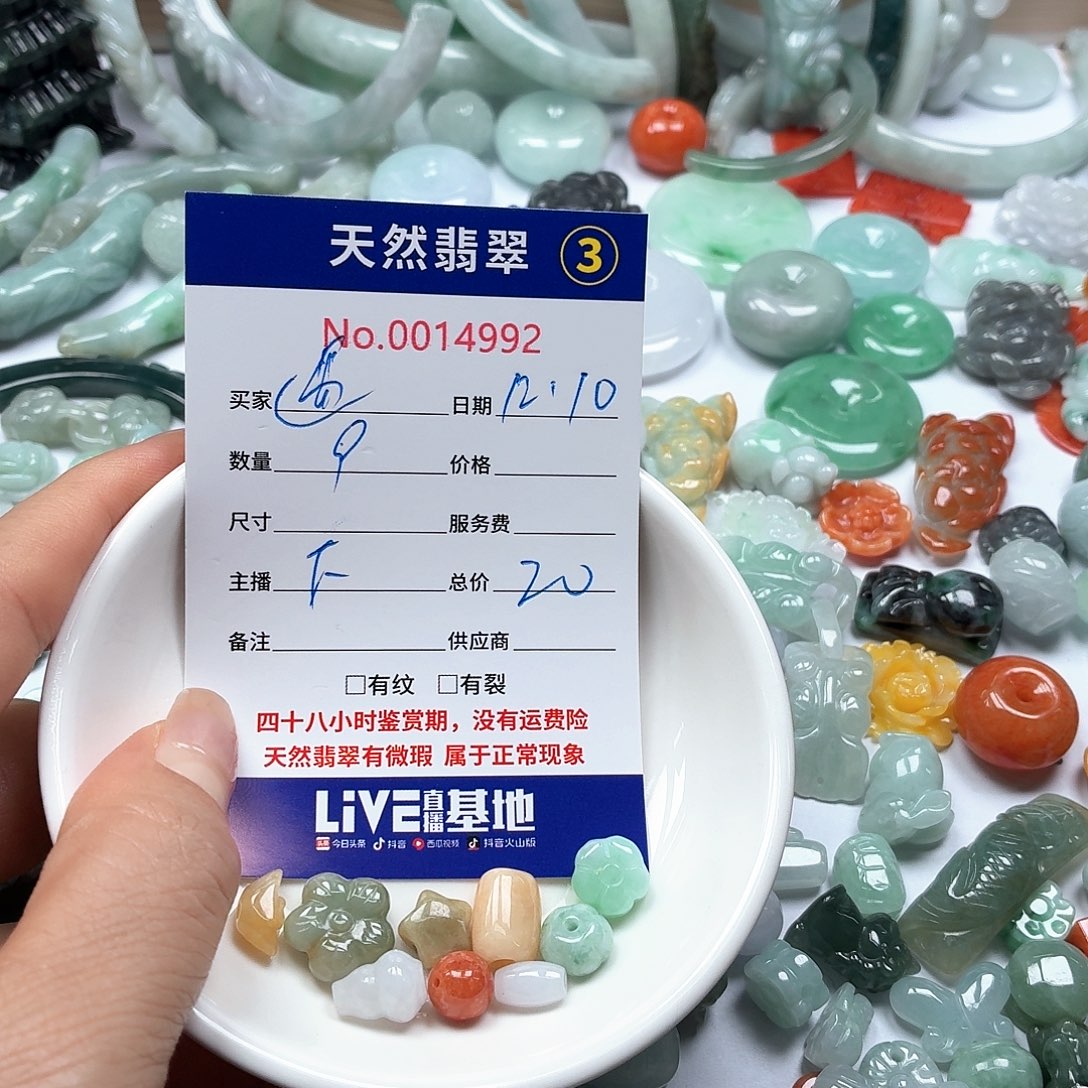 天然翡翠 3
No.0014992
买家 日期 12.10
数量 9 价格
尺寸 服务费
主播 总价 20
备注 供应商
□有纹 □有裂
四十八小时鉴赏期，没有运费险
天然翡翠有微瑕 属于正常现象
LiVE直播基地
头条 今日头条 抖音 西瓜视频 抖音火山版